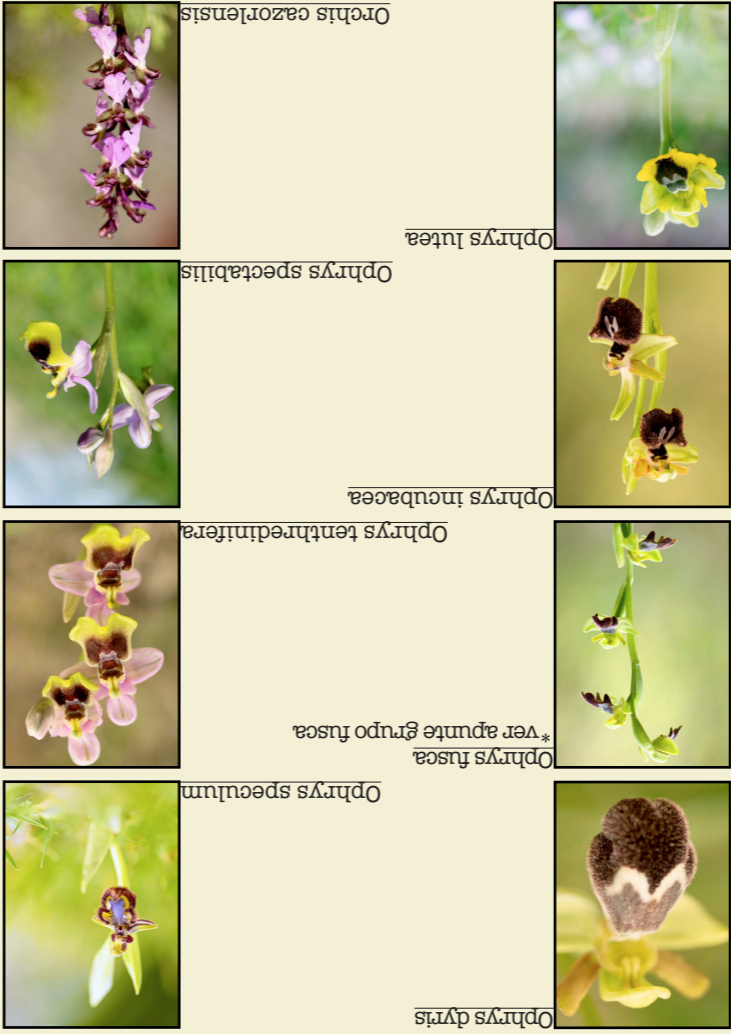 Ophrys dyris
Ophrys speculum
Ophrys fusca
*ver apunte grupo fusca
Ophrys tenthredinifera
Ophrys incubacea
Ophrys spectabilis
Ophrys lutea
Orchis cazorlensis